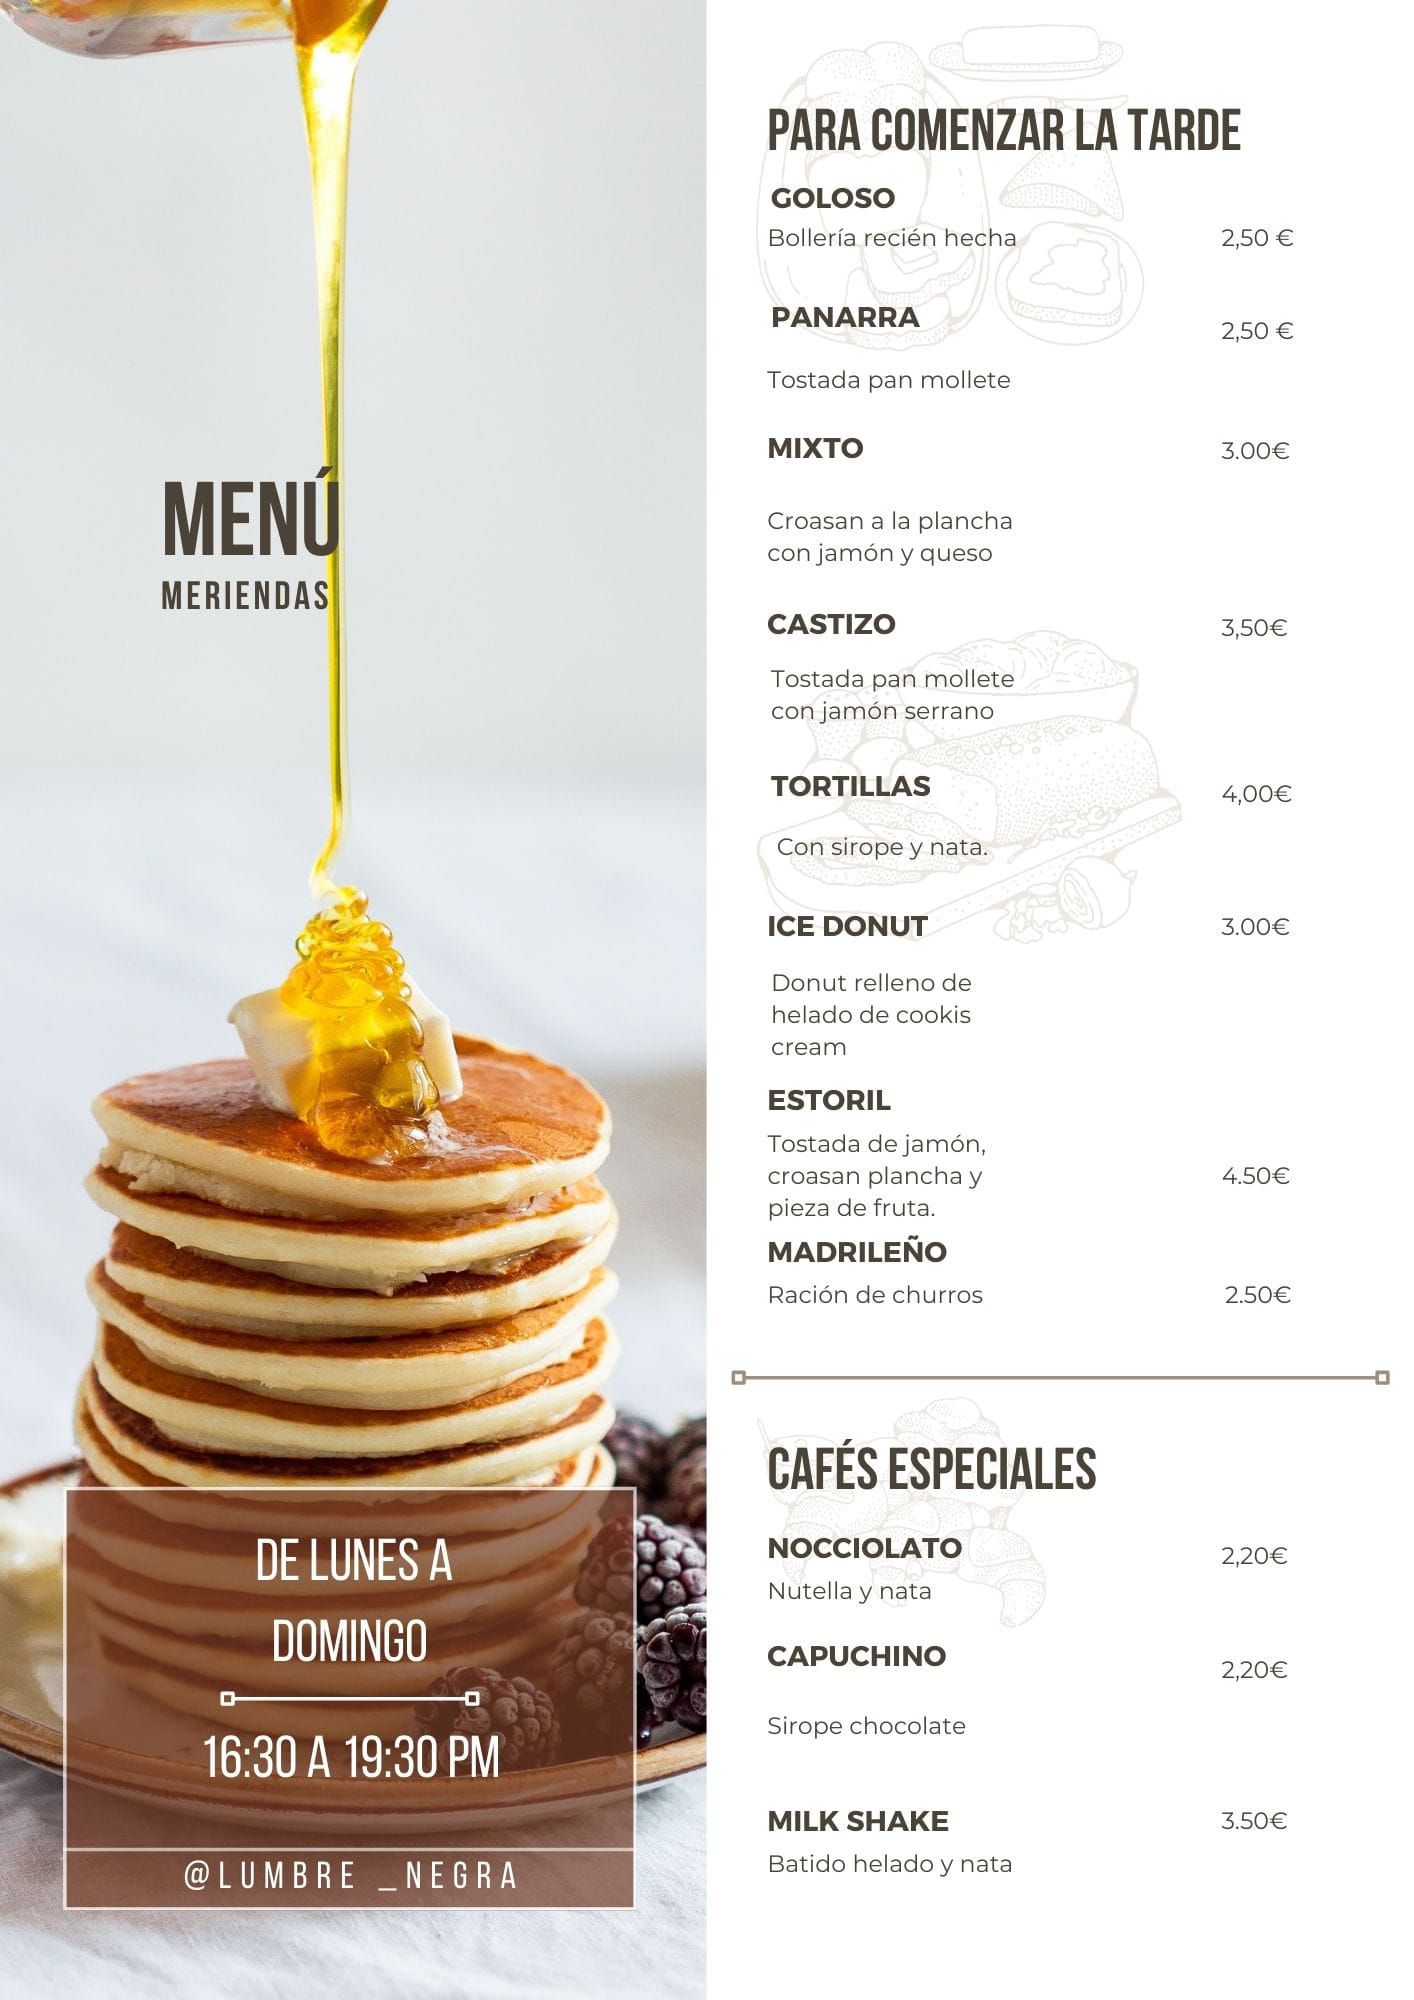 MENÚ
MERIENDAS
DE LUNES A
DOMINGO
16:30 A 19:30 PM
@LUMBRE _NEGRA
PARA COMENZAR LA TARDE
GOLOSO
Bollería recién hecha 2,50 €
PANARRA 2,50 €
Tostada pan mollete
MIXTO 3.00€
Croasan a la plancha
con jamón y queso
CASTIZO 3,50€
Tostada pan mollete
con jamón serrano
TORTILLAS 4,00€
Con sirope y nata.
ICE DONUT 3.00€
Donut relleno de
helado de cookis
cream
ESTORIL
Tostada de jamón,
croasan plancha y 4.50€
pieza de fruta.
MADRILEÑO
Ración de churros 2.50€
CAFÉS ESPECIALES
NOCCIOLATO 2,20€
Nutella y nata
CAPUCHINO 2,20€
Sirope chocolate
MILK SHAKE 3.50€
Batido helado y nata